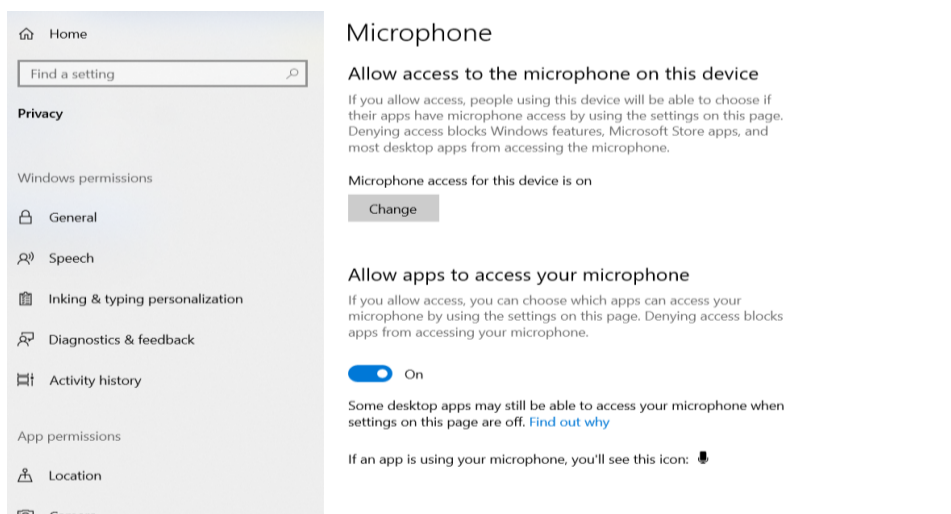 Home
Find a setting
Privacy
Windows permissions
General
Speech
Inking & typing personalization
Diagnostics & feedback
Activity history
App permissions
Location
Microphone
Allow access to the microphone on this device
If you allow access, people using this device will be able to choose if
their apps have microphone access by using the settings on this page.
Denying access blocks Windows features, Microsoft Store apps, and
most desktop apps from accessing the microphone.
Microphone access for this device is on
Change
Allow apps to access your microphone
If you allow access, you can choose which apps can access your
microphone by using the settings on this page. Denying access blocks
apps from accessing your microphone.
On
Some desktop apps may still be able to access your microphone when
settings on this page are off. Find out why
If an app is using your microphone, you'll see this icon: